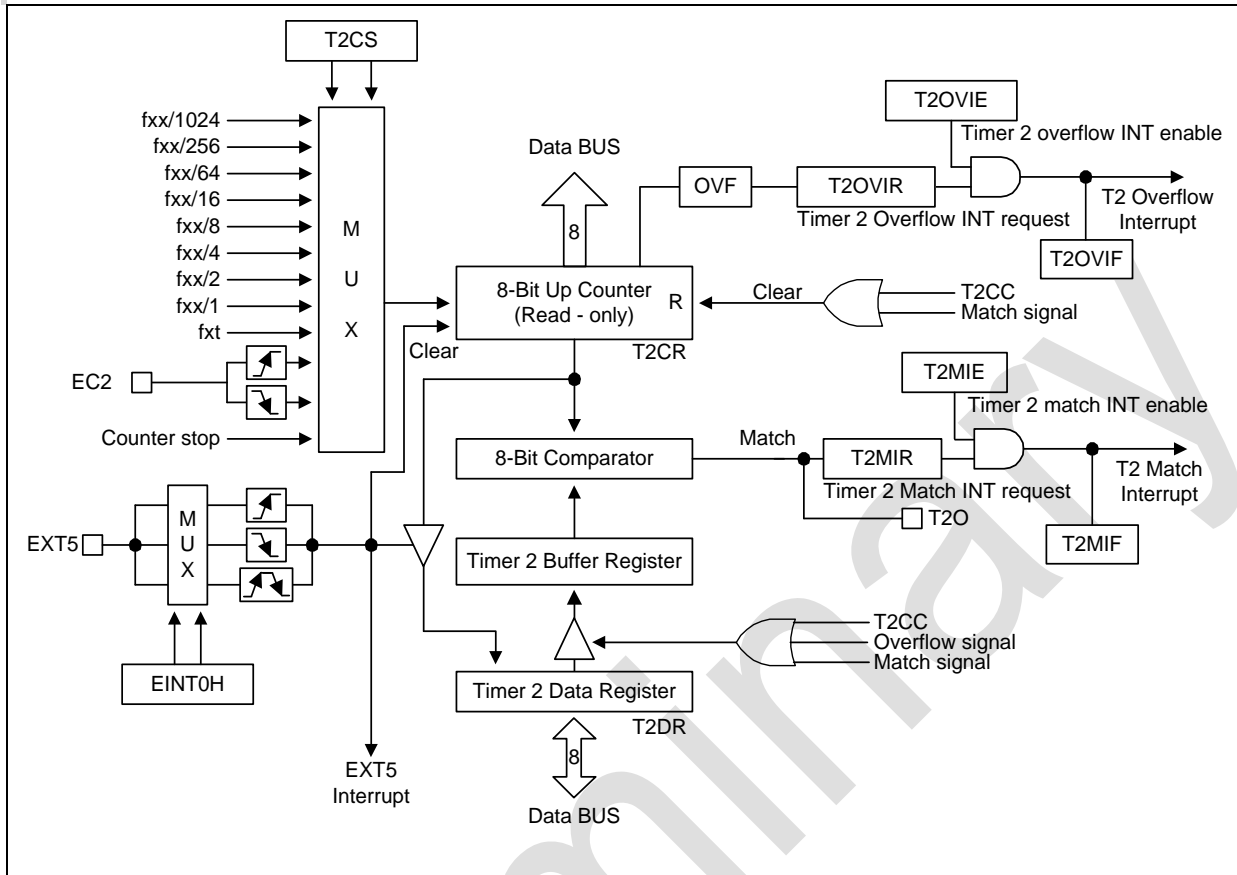 T2CS
fxx/1024
fxx/256
fxx/64
fxx/16
fxx/8
fxx/4
fxx/2
fxx/1
fxt
EC2
Counter stop
M
U
X
Data BUS
8
8-Bit Up Counter
(Read - only)
R
T2CR
Clear
OVF
T2OVIR
Timer 2 Overflow INT request
T2OVIE
Timer 2 overflow INT enable
T2 Overflow
Interrupt
T2OVIF
Clear
T2CC
Match signal
T2MIE
Timer 2 match INT enable
8-Bit Comparator
Match
T2MIR
Timer 2 Match INT request
T2 Match
Interrupt
T2O
T2MIF
EXT5
M
U
X
EINT0H
Timer 2 Buffer Register
T2CC
Overflow signal
Match signal
Timer 2 Data Register
T2DR
8
Data BUS
EXT5
Interrupt
minary